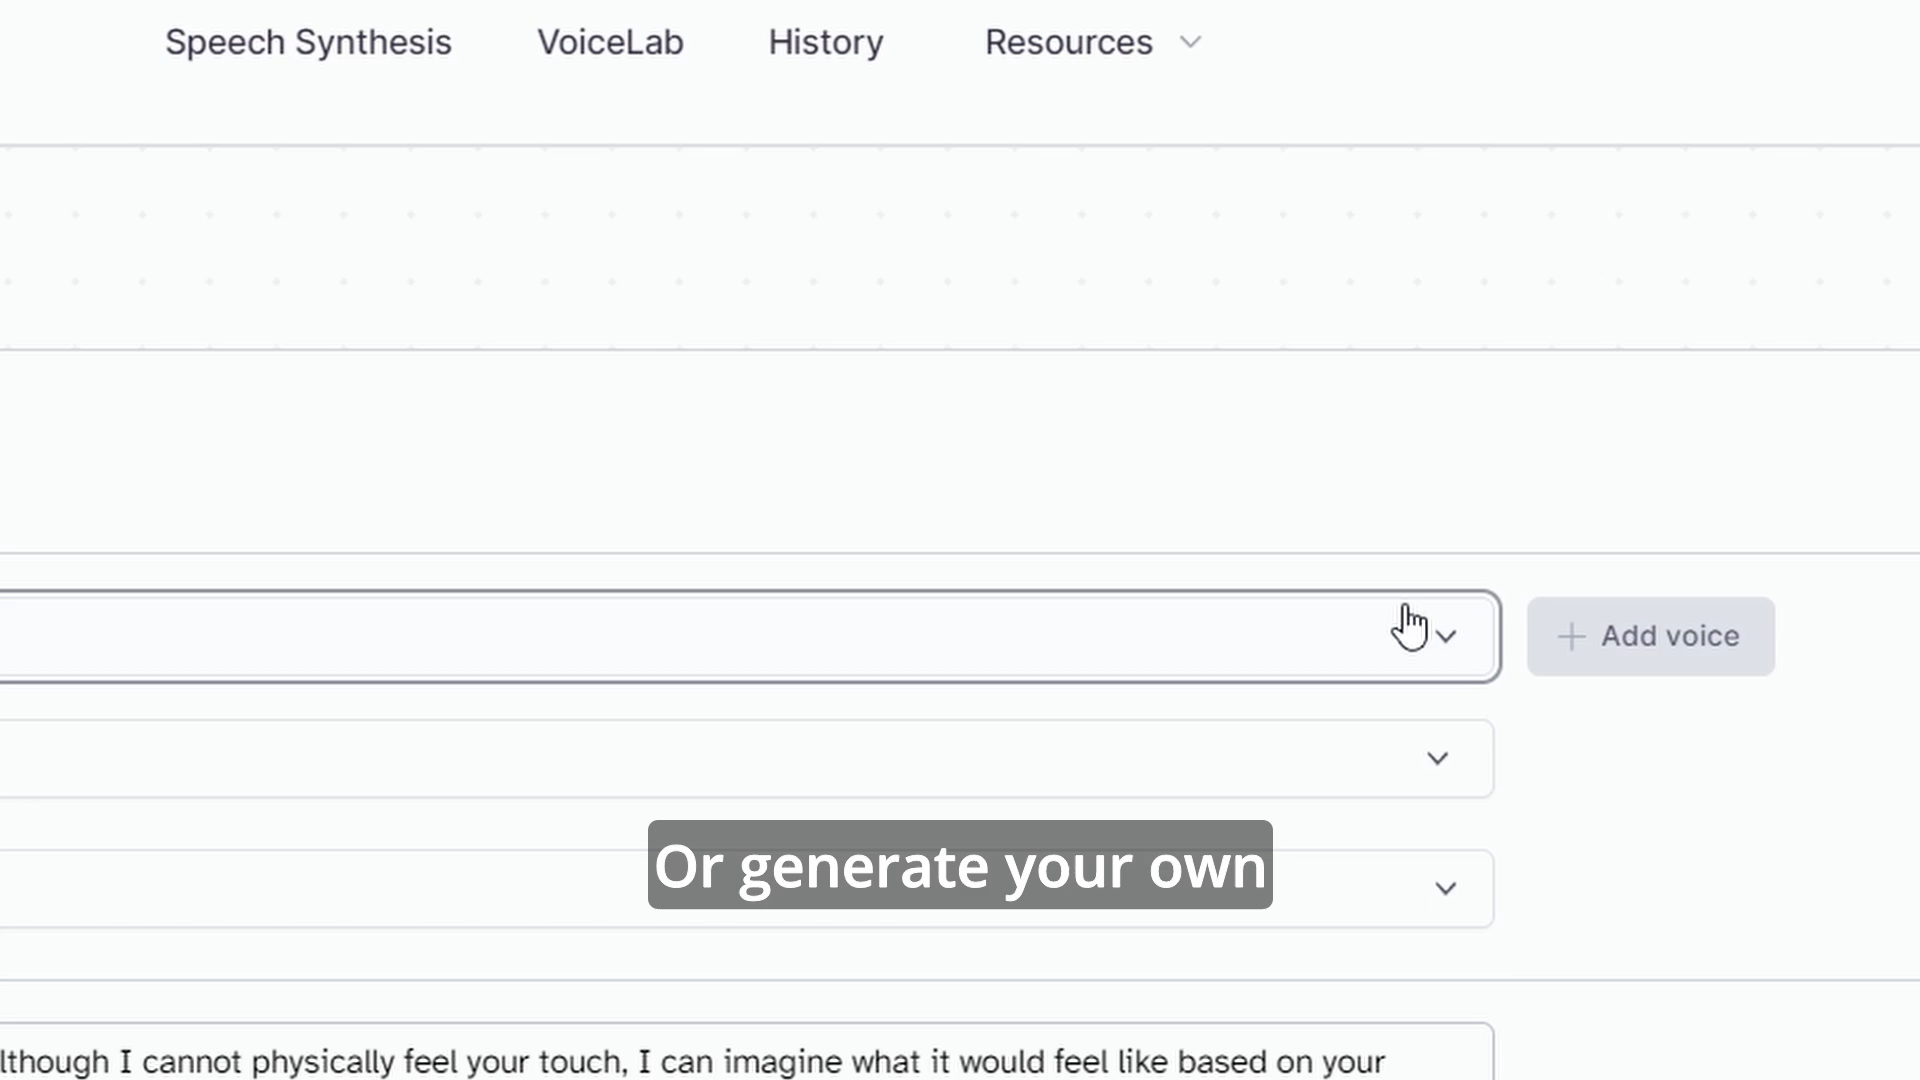 Speech Synthesis VoiceLab History Resources
Add voice
Or generate your own
lthough I cannot physically feel your touch, I can imagine what it would feel like based on your